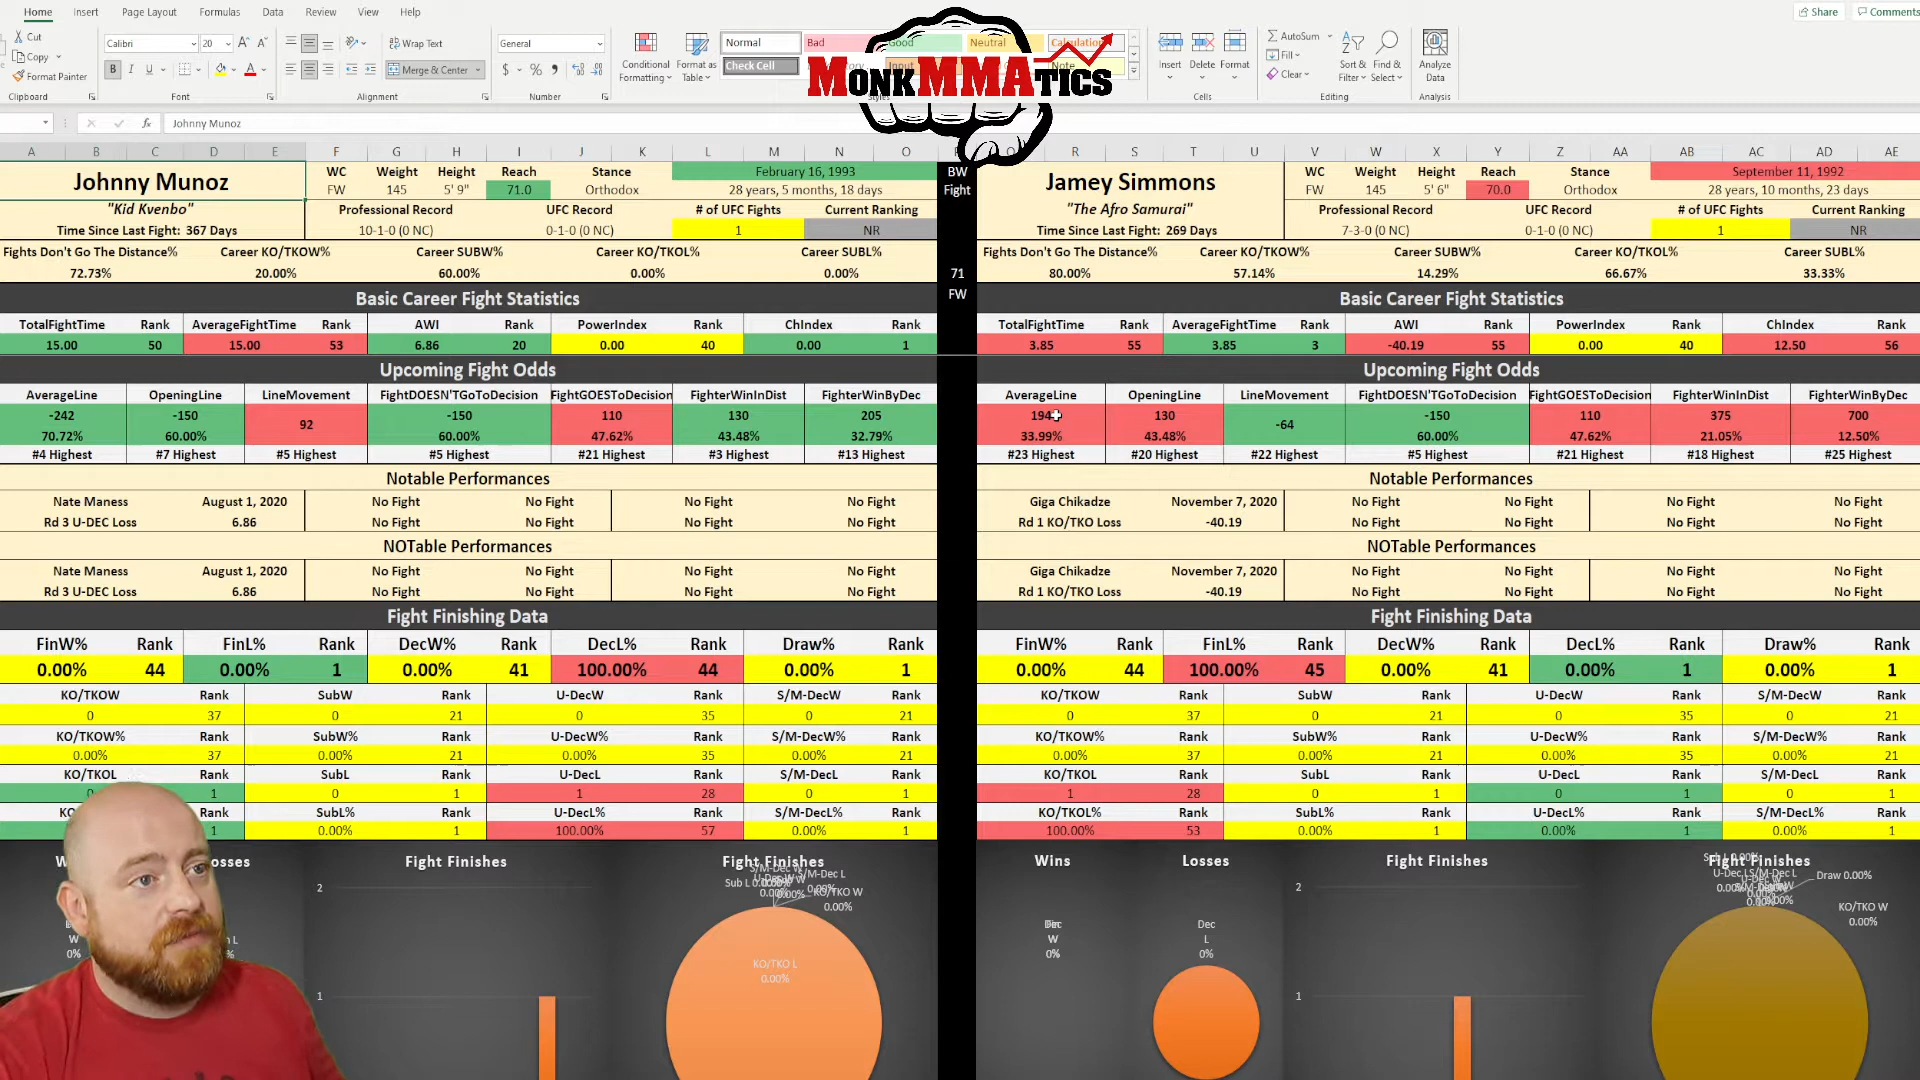 Home Insert Page Layout Formulas Data Review View Help Share Comments
Cut
Copy
Format Painter
Calibri 20 A A
B I U
Wrap Text
Merge & Center
General
$ % ,
Conditional Formatting
Format as Table
Normal Bad Good Neutral Calculation
Check Cell Input Note
Insert Delete Format
AutoSum
Fill
Clear
Sort & Filter
Find & Select
Analyze Data
Clipboard Font Alignment Number Styles Cells Editing Analysis
MonkMMAtics
fx Johnny Munoz
A B C D E F G H I J K L M N O R S T U V W X Y Z AA AB AC AD AE
Johnny Munoz
"Kid Kvenbo"
Time Since Last Fight: 367 Days
WC Weight Height Reach Stance February 16, 1993
FW 145 5' 9" 71.0 Orthodox 28 years, 5 months, 18 days
Professional Record UFC Record # of UFC Fights Current Ranking
10-1-0 (0 NC) 0-1-0 (0 NC) 1 NR
Fights Don't Go The Distance% Career KO/TKOW% Career SUBW% Career KO/TKOL% Career SUBL%
72.73% 20.00% 60.00% 0.00% 0.00%
Basic Career Fight Statistics
TotalFightTime Rank AverageFightTime Rank AWI Rank PowerIndex Rank ChIndex Rank
15.00 50 15.00 53 6.86 20 0.00 40 0.00 1
Upcoming Fight Odds
AverageLine OpeningLine LineMovement FightDOESN'TGoToDecision FightGOESToDecision FighterWinInDist FighterWinByDec
-242 -150 92 -150 110 130 205
70.72% 60.00% 60.00% 47.62% 43.48% 32.79%
#4 Highest #7 Highest #5 Highest #5 Highest #21 Highest #3 Highest #13 Highest
Notable Performances
Nate Maness August 1, 2020 No Fight No Fight No Fight No Fight
Rd 3 U-DEC Loss 6.86 No Fight No Fight No Fight No Fight
NOTable Performances
Nate Maness August 1, 2020 No Fight No Fight No Fight No Fight
Rd 3 U-DEC Loss 6.86 No Fight No Fight No Fight No Fight
Fight Finishing Data
FinW% Rank FinL% Rank DecW% Rank DecL% Rank Draw% Rank
0.00% 44 0.00% 1 0.00% 41 100.00% 44 0.00% 1
KO/TKOW Rank SubW Rank U-DecW Rank S/M-DecW Rank
0 37 0 21 0 35 0 21
KO/TKOW% Rank SubW% Rank U-DecW% Rank S/M-DecW% Rank
0.00% 37 0.00% 21 0.00% 35 0.00% 21
KO/TKOL Rank SubL Rank U-DecL Rank S/M-DecL Rank
0 1 0 1 1 28 0 1
Rank SubL% Rank U-DecL% Rank S/M-DecL% Rank
1 0.00% 1 100.00% 57 0.00% 1
Fight Finishes Fight Finishes
2
1
KO/TKO W
0.00%
KO/TKO L
0.00%
BW
Fight
71
FW
Jamey Simmons
"The Afro Samurai"
Time Since Last Fight: 269 Days
WC Weight Height Reach Stance September 11, 1992
FW 145 5' 6" 70.0 Orthodox 28 years, 10 months, 23 days
Professional Record UFC Record # of UFC Fights Current Ranking
7-3-0 (0 NC) 0-1-0 (0 NC) 1 NR
Fights Don't Go The Distance% Career KO/TKOW% Career SUBW% Career KO/TKOL% Career SUBL%
80.00% 57.14% 14.29% 66.67% 33.33%
Basic Career Fight Statistics
TotalFightTime Rank AverageFightTime Rank AWI Rank PowerIndex Rank ChIndex Rank
3.85 55 3.85 3 -40.19 55 0.00 40 12.50 56
Upcoming Fight Odds
AverageLine OpeningLine LineMovement FightDOESN'TGoToDecision FightGOESToDecision FighterWinInDist FighterWinByDec
194 130 -64 -150 110 375 700
33.99% 43.48% 60.00% 47.62% 21.05% 12.50%
#23 Highest #20 Highest #22 Highest #5 Highest #21 Highest #18 Highest #25 Highest
Notable Performances
Giga Chikadze November 7, 2020 No Fight No Fight No Fight No Fight
Rd 1 KO/TKO Loss -40.19 No Fight No Fight No Fight No Fight
NOTable Performances
Giga Chikadze November 7, 2020 No Fight No Fight No Fight No Fight
Rd 1 KO/TKO Loss -40.19 No Fight No Fight No Fight No Fight
Fight Finishing Data
FinW% Rank FinL% Rank DecW% Rank DecL% Rank Draw% Rank
0.00% 44 100.00% 45 0.00% 41 0.00% 1 0.00% 1
KO/TKOW Rank SubW Rank U-DecW Rank S/M-DecW Rank
0 37 0 21 0 35 0 21
KO/TKOW% Rank SubW% Rank U-DecW% Rank S/M-DecW% Rank
0.00% 37 0.00% 21 0.00% 35 0.00% 21
KO/TKOL Rank SubL Rank U-DecL Rank S/M-DecL Rank
1 28 0 1 0 1 0 1
KO/TKOL% Rank SubL% Rank U-DecL% Rank S/M-DecL% Rank
100.00% 53 0.00% 1 0.00% 1 0.00% 1
Wins Losses Fight Finishes Fight Finishes
W
0%
Dec
L
0%
2
1
Draw 0.00%
KO/TKO W
0.00%